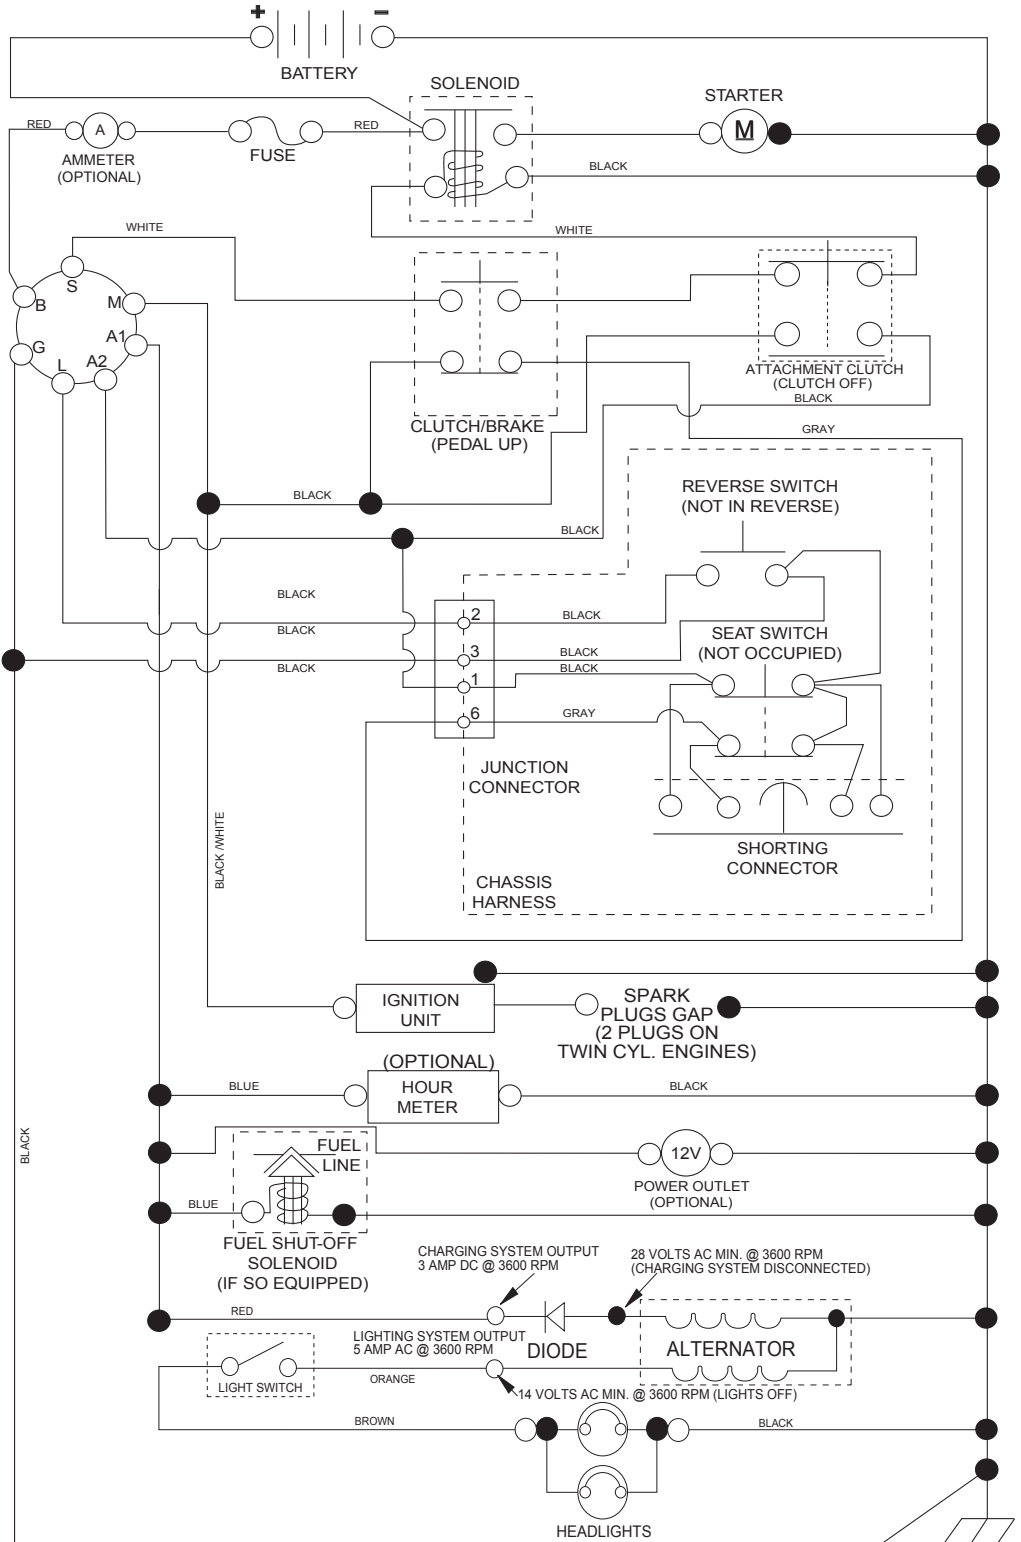 + −
BATTERY
SOLENOID
STARTER
RED
A
RED
M
AMMETER
(OPTIONAL)
FUSE
BLACK
WHITE
WHITE
S
B
M
G
A1
L
A2
ATTACHMENT CLUTCH
(CLUTCH OFF)
BLACK
CLUTCH/BRAKE
(PEDAL UP)
GRAY
REVERSE SWITCH
(NOT IN REVERSE)
BLACK
BLACK
BLACK
2
BLACK
BLACK
SEAT SWITCH
(NOT OCCUPIED)
3
BLACK
BLACK
BLACK
1
6
GRAY
JUNCTION
CONNECTOR
BLACK /WHITE
SHORTING
CONNECTOR
CHASSIS
HARNESS
IGNITION
UNIT
SPARK
PLUGS GAP
(2 PLUGS ON
TWIN CYL. ENGINES)
(OPTIONAL)
BLUE
HOUR
METER
BLACK
BLACK
FUEL
LINE
12V
POWER OUTLET
(OPTIONAL)
BLUE
FUEL SHUT-OFF
SOLENOID
(IF SO EQUIPPED)
CHARGING SYSTEM OUTPUT
3 AMP DC @ 3600 RPM
28 VOLTS AC MIN. @ 3600 RPM
(CHARGING SYSTEM DISCONNECTED)
RED
LIGHTING SYSTEM OUTPUT
5 AMP AC @ 3600 RPM
DIODE
ALTERNATOR
LIGHT SWITCH
ORANGE
14 VOLTS AC MIN. @ 3600 RPM (LIGHTS OFF)
BROWN
BLACK
HEADLIGHTS